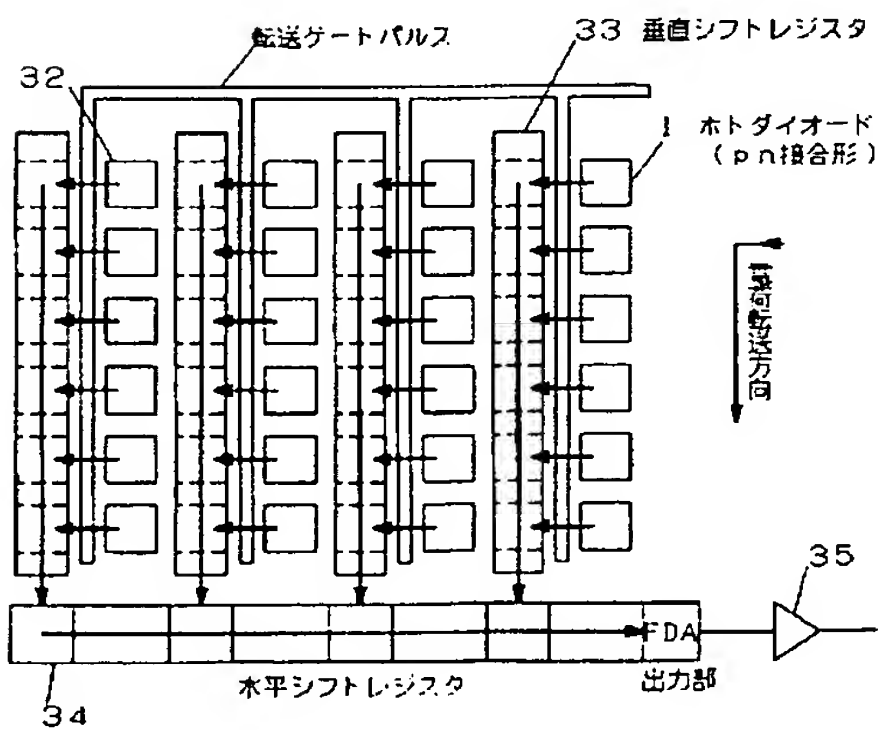 転送ゲートパルス
33 垂直シフトレジスタ
32
1 ホトダイオード
(pn接合形)
電荷転送方向
35
FDA
水平シフトレジスタ
出力部
34